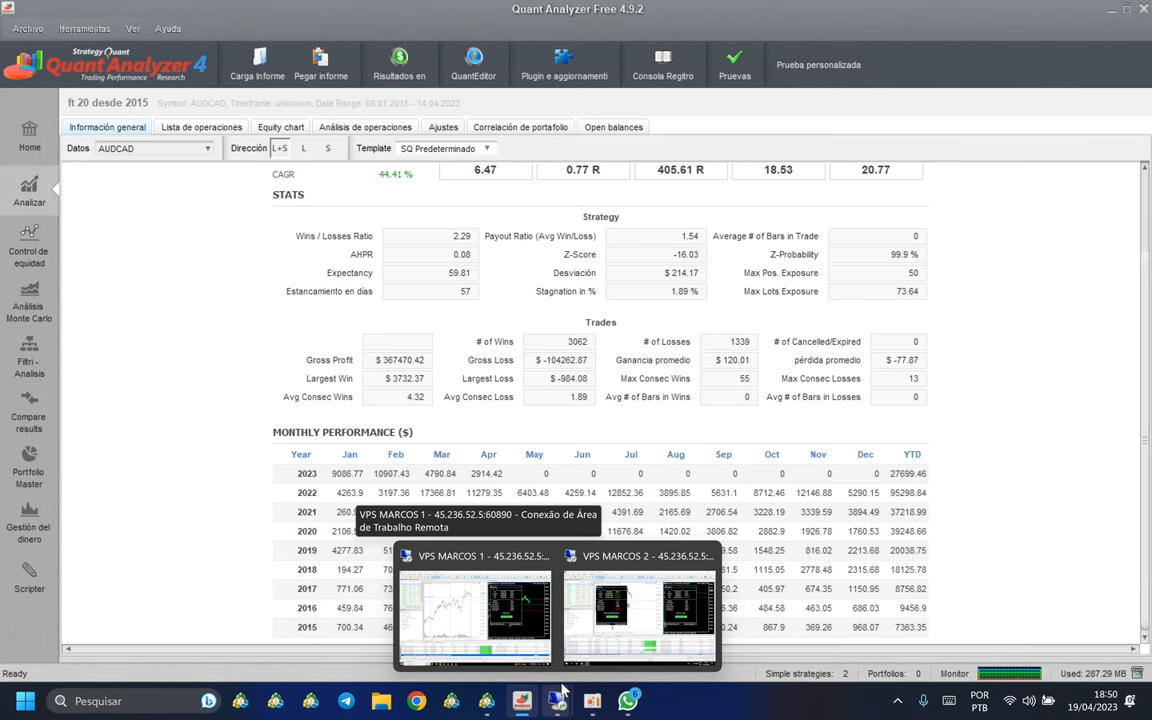 Quant Analyzer Free 4.9.2
Archivo Herramientas Ver Ayuda
StrategyQuant
QuantAnalyzer 4
Trading Performance Research
Carga Informe Pegar informe Risultados en QuantEditor Plugin e aggiornamenti Consola Regitro Pruevas Prueba personalizada
ft 20 desde 2015 Symbol: AUDCAD, Timeframe: unknown, Date Range: 08.01.2015 - 14.04.2023
Información general Lista de operaciones Equity chart Análisis de operaciones Ajustes Correlación de portafolio Open balances
Datos AUDCAD Dirección L+S L S Template SQ Predeterminado
Home
Analizar
Control de equidad
Análisis Monte Carlo
Filtri - Analisis
Compare results
Portfolio Master
Gestión del dinero
Scripter
CAGR 44.41 % 6.47 0.77 R 405.61 R 18.53 20.77
STATS
Strategy
Wins / Losses Ratio 2.29 Payout Ratio (Avg Win/Loss) 1.54 Average # of Bars in Trade 0
AHPR 0.08 Z-Score -16.03 Z-Probability 99.9 %
Expectancy 59.81 Desviación $ 214.17 Max Pos. Exposure 50
Estancamiento en días 57 Stagnation in % 1.89 % Max Lots Exposure 73.64
Trades
# of Wins 3062 # of Losses 1339 # of Cancelled/Expired 0
Gross Profit $ 367470.42 Gross Loss $ -104262.87 Ganancia promedio $ 120.01 pérdida promedio $ -77.87
Largest Win $ 3732.37 Largest Loss $ -984.08 Max Consec Wins 55 Max Consec Losses 13
Avg Consec Wins 4.32 Avg Consec Loss 1.89 Avg # of Bars in Wins 0 Avg # of Bars in Losses 0
MONTHLY PERFORMANCE ($)
Year Jan Feb Mar Apr May Jun Jul Aug Sep Oct Nov Dec YTD
2023 9086.77 10907.43 4790.84 2914.42 0 0 0 0 0 0 0 0 27699.46
2022 4263.9 3197.36 17366.81 11279.35 6403.48 4259.14 12852.36 3895.85 5631.1 8712.46 12146.88 5290.15 95298.84
2021 4391.69 2165.69 2706.54 3228.19 3339.59 3894.49 37218.99
2020 11676.84 1420.02 3806.82 2882.9 1926.78 1760.53 39248.66
2019 4277.83 1548.25 816.02 2213.68 20038.75
2018 194.27 1115.05 2778.48 2315.68 18125.78
2017 771.06 405.97 674.35 1150.95 8756.82
2016 459.84 484.58 463.05 686.03 9456.9
2015 700.34 867.9 369.26 968.07 7363.35
VPS MARCOS 1 - 45.236.52.5:60890 - Conexão de Área
de Trabalho Remota
VPS MARCOS 1 - 45.236.52.5:... VPS MARCOS 2 - 45.236.52.5:...
Ready Simple strategies: 2 Portfolios: 0 Monitor Used: 287.29 MB
Pesquisar 6 POR PTB 18:50 19/04/2023